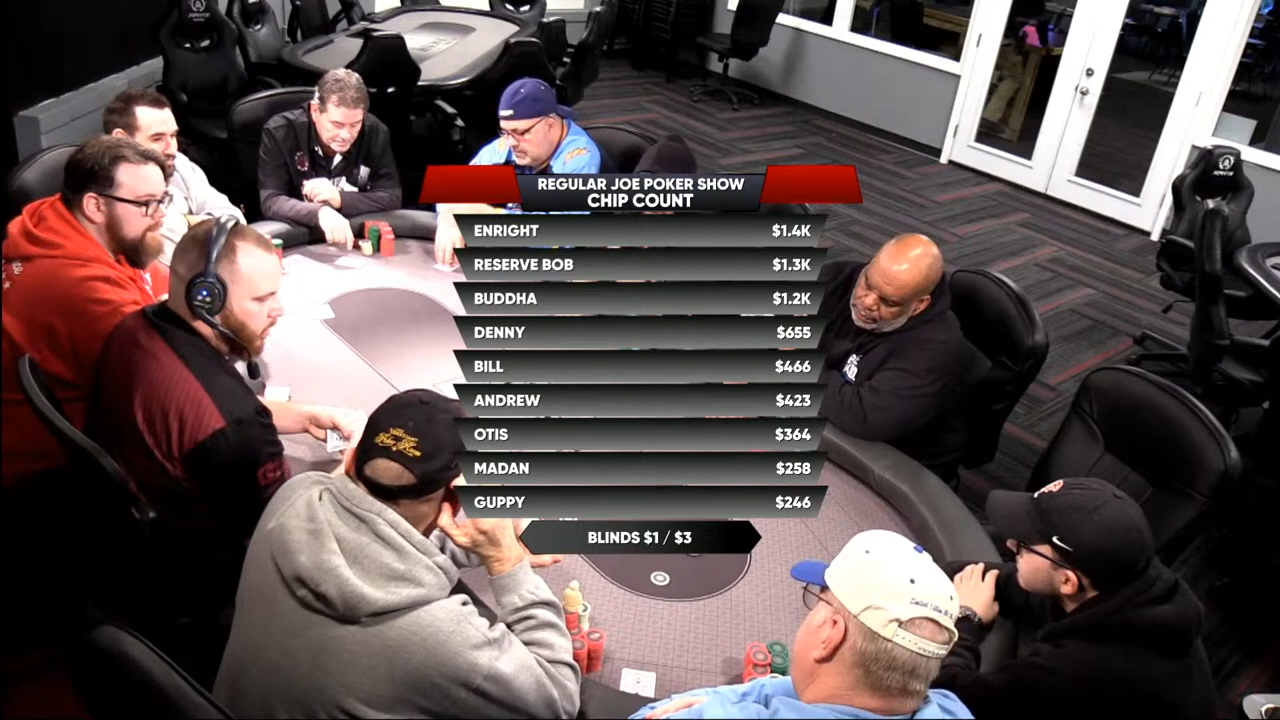 REGULAR JOE POKER SHOW
CHIP COUNT
ENRIGHT $1.4K
RESERVE BOB $1.3K
BUDDHA $1.2K
DENNY $655
BILL $466
ANDREW $423
OTIS $364
MADAN $258
GUPPY $246
BLINDS $1 / $3